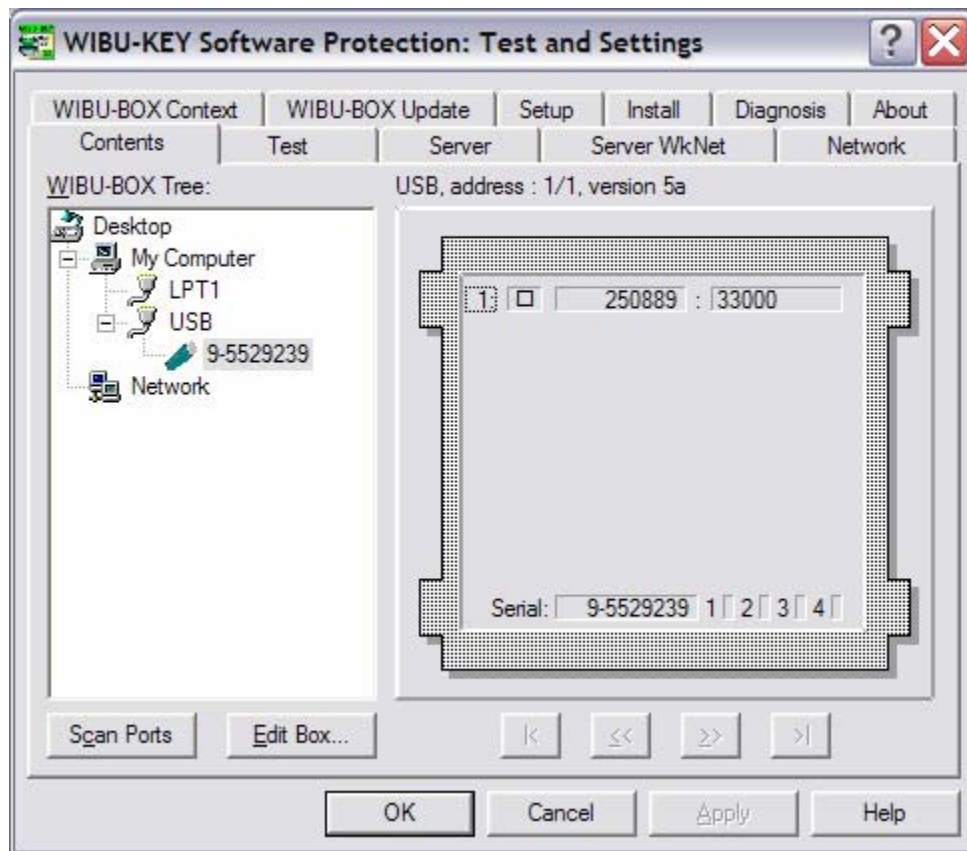 WIBU-KEY Software Protection: Test and Settings
WIBU-BOX Context WIBU-BOX Update Setup Install Diagnosis About
Contents Test Server Server WkNet Network
WIBU-BOX Tree: USB, address : 1/1, version 5a
Desktop
My Computer
LPT1
USB
9-5529239
Network
1: 250889 : 33000
Serial: 9-5529239 1 2 3 4
Scan Ports Edit Box... |< << >> >|
OK Cancel Apply Help